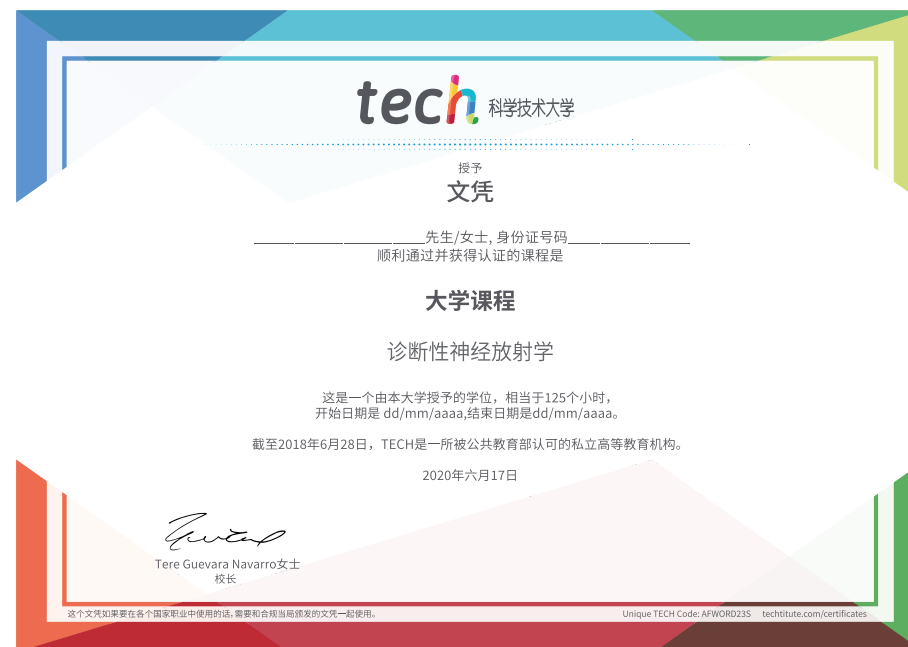 tech 科学技术大学
授予
文凭
______________________先生/女士, 身份证号码________________
顺利通过并获得认证的课程是
大学课程
诊断性神经放射学
这是一个由本大学授予的学位，相当于125个小时，
开始日期是 dd/mm/aaaa,结束日期是dd/mm/aaaa。
截至2018年6月28日，TECH是一所被公共教育部认可的私立高等教育机构。
2020年六月17日
Tere Guevara Navarro女士
校长
这个文凭如果要在各个国家职业中使用的话,需要和合规当局颁发的文凭一起使用。
Unique TECH Code: AFWORD23S techtitute.com/certificates